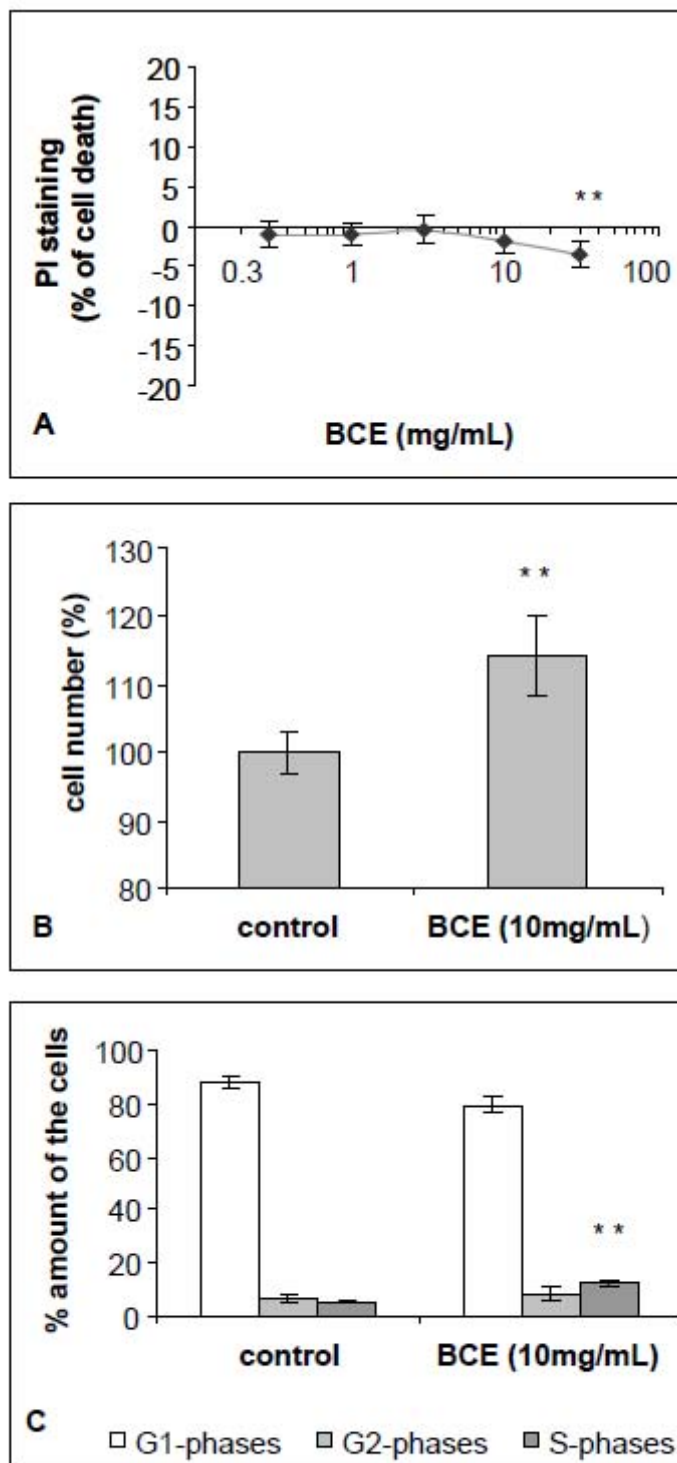 20
15
10
5
0
-5
-10
-15
-20
PI staining
(% of cell death)
**
0.3 1 10 100
A
BCE (mg/mL)
130
120
110
100
90
80
cell number (%)
**
control BCE (10mg/mL)
B
100
80
60
40
20
0
% amount of the cells
**
control BCE (10mg/mL)
C
G1-phases G2-phases S-phases